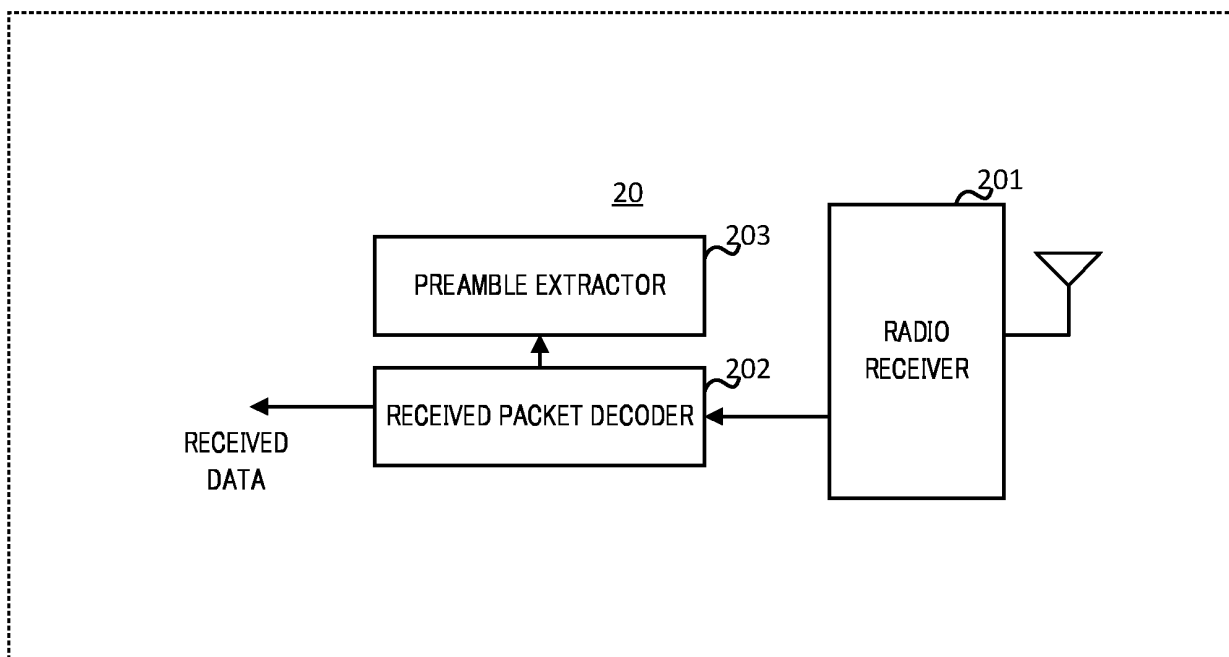 20
201
203
PREAMBLE EXTRACTOR
RADIO
RECEIVER
202
RECEIVED PACKET DECODER
RECEIVED
DATA